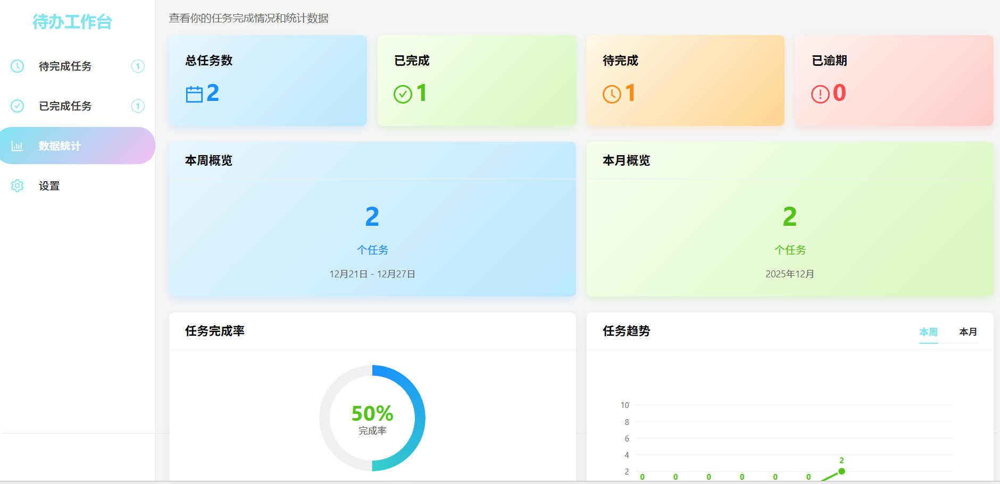 待办工作台
待完成任务 1
已完成任务 1
数据统计
设置
查看你的任务完成情况和统计数据
总任务数
2
已完成
1
待完成
1
已逾期
0
本周概览
2
个任务
12月21日 - 12月27日
本月概览
2
个任务
2025年12月
任务完成率
50%
完成率
任务趋势
本周 本月
10
8
6
4
2
2
0 0 0 0 0 0